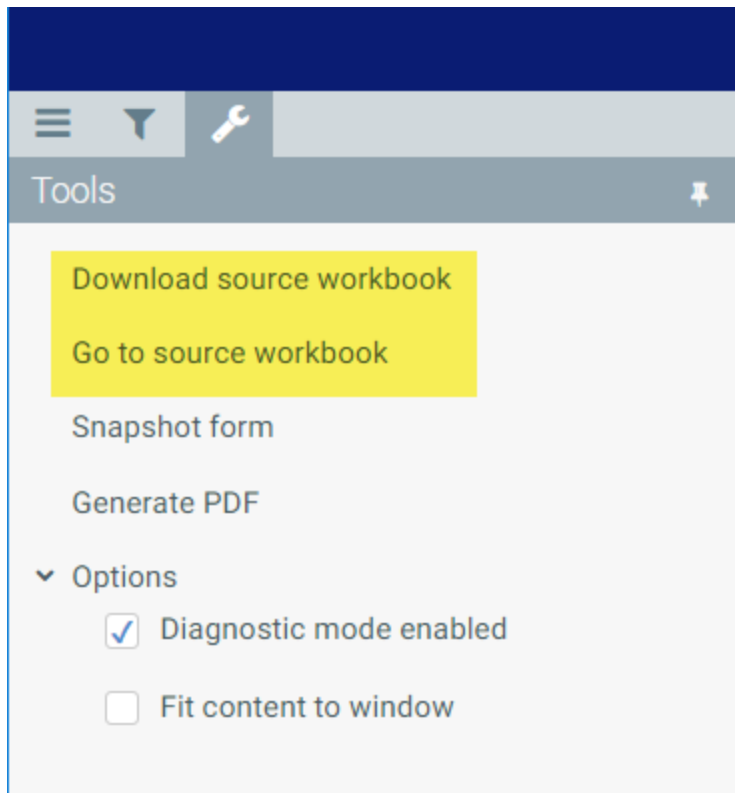 Tools
Download source workbook
Go to source workbook
Snapshot form
Generate PDF
Options
Diagnostic mode enabled
Fit content to window